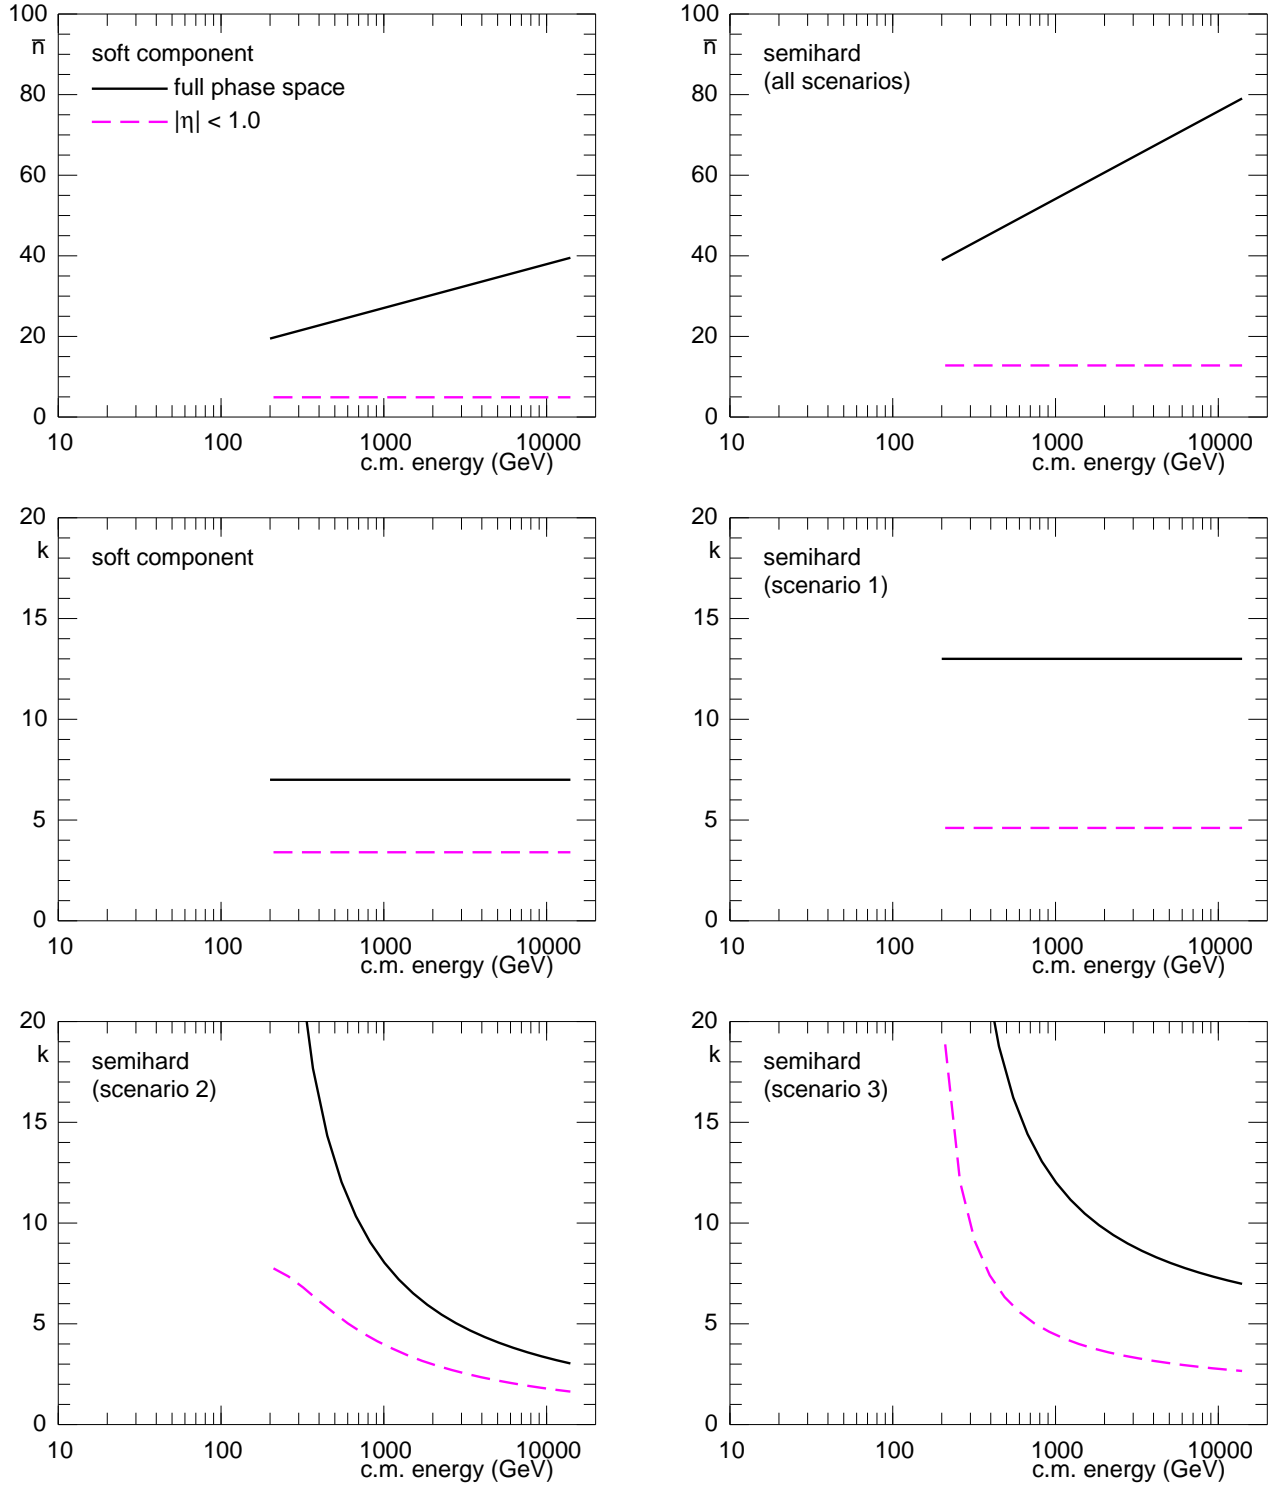 100
80
60
40
20
0
n̅
soft component
full phase space
|η| < 1.0
10
100
1000
10000
c.m. energy (GeV)
100
80
60
40
20
0
n̅
semihard
(all scenarios)
10
100
1000
10000
c.m. energy (GeV)
20
15
10
5
0
k
soft component
10
100
1000
10000
c.m. energy (GeV)
20
15
10
5
0
k
semihard
(scenario 1)
10
100
1000
10000
c.m. energy (GeV)
20
15
10
5
0
k
semihard
(scenario 2)
10
100
1000
10000
c.m. energy (GeV)
20
15
10
5
0
k
semihard
(scenario 3)
10
100
1000
10000
c.m. energy (GeV)